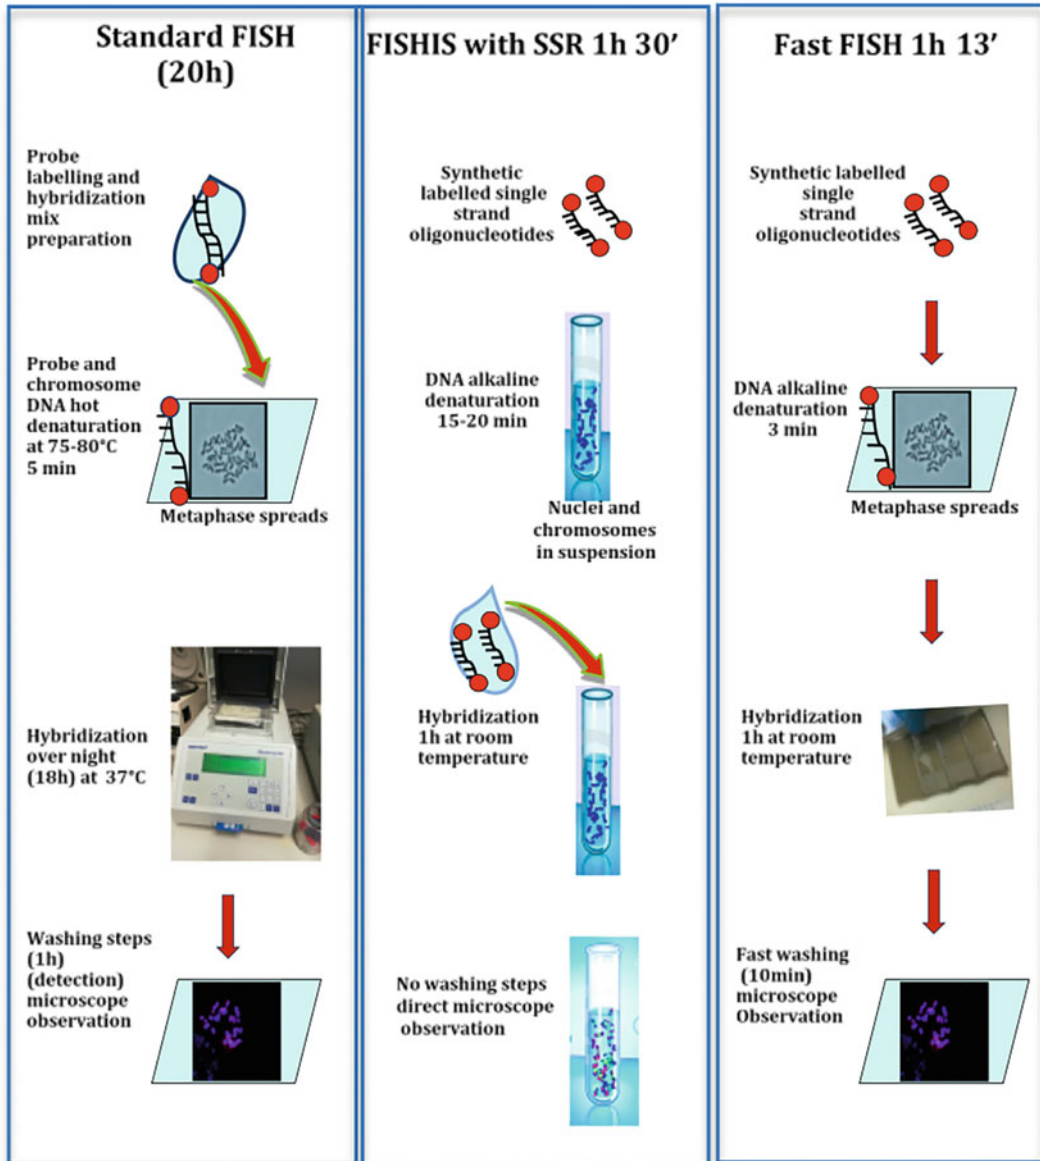 Standard FISH
(20h)
Probe
labelling and
hybridization
mix
preparation
Probe and
chromosome
DNA hot
denaturation
at 75-80°C
5 min
Metaphase spreads
Hybridization
over night
(18h) at 37°C
Washing steps
(1h)
(detection)
microscope
observation
FISHIS with SSR 1h 30′
Synthetic
labelled single
strand
oligonucleotides
DNA alkaline
denaturation
15-20 min
Nuclei and
chromosomes
in suspension
Hybridization
1h at room
temperature
No washing steps
direct microscope
observation
Fast FISH 1h 13′
Synthetic labelled
single
strand
oligonucleotides
DNA alkaline
denaturation
3 min
Metaphase spreads
Hybridization
1h at room
temperature
Fast washing
(10min)
microscope
Observation